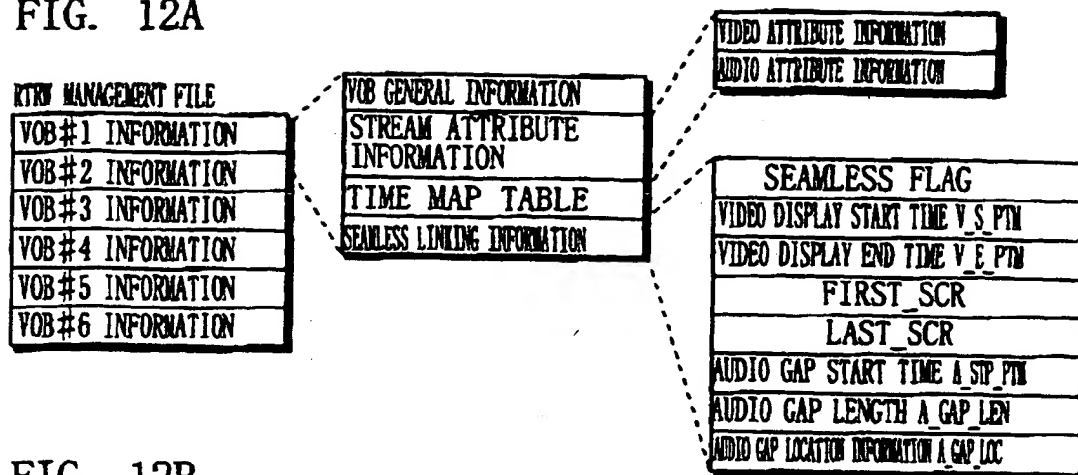 FIG. 12A
RTRW MANAGEMENT FILE
VOB#1 INFORMATION
VOB#2 INFORMATION
VOB#3 INFORMATION
VOB#4 INFORMATION
VOB#5 INFORMATION
VOB#6 INFORMATION
VOB GENERAL INFORMATION
STREAM ATTRIBUTE
INFORMATION
TIME MAP TABLE
SEAMLESS LINKING INFORMATION
VIDEO ATTRIBUTE INFORMATION
AUDIO ATTRIBUTE INFORMATION
SEAMLESS FLAG
VIDEO DISPLAY START TIME V_S_PTM
VIDEO DISPLAY END TIME V_E_PTM
FIRST_SCR
LAST_SCR
AUDIO GAP START TIME A_STP_PTM
AUDIO GAP LENGTH A_GAP_LEN
AUDIO GAP LOCATION INFORMATION A_GAP_LOC
FIG. 12B